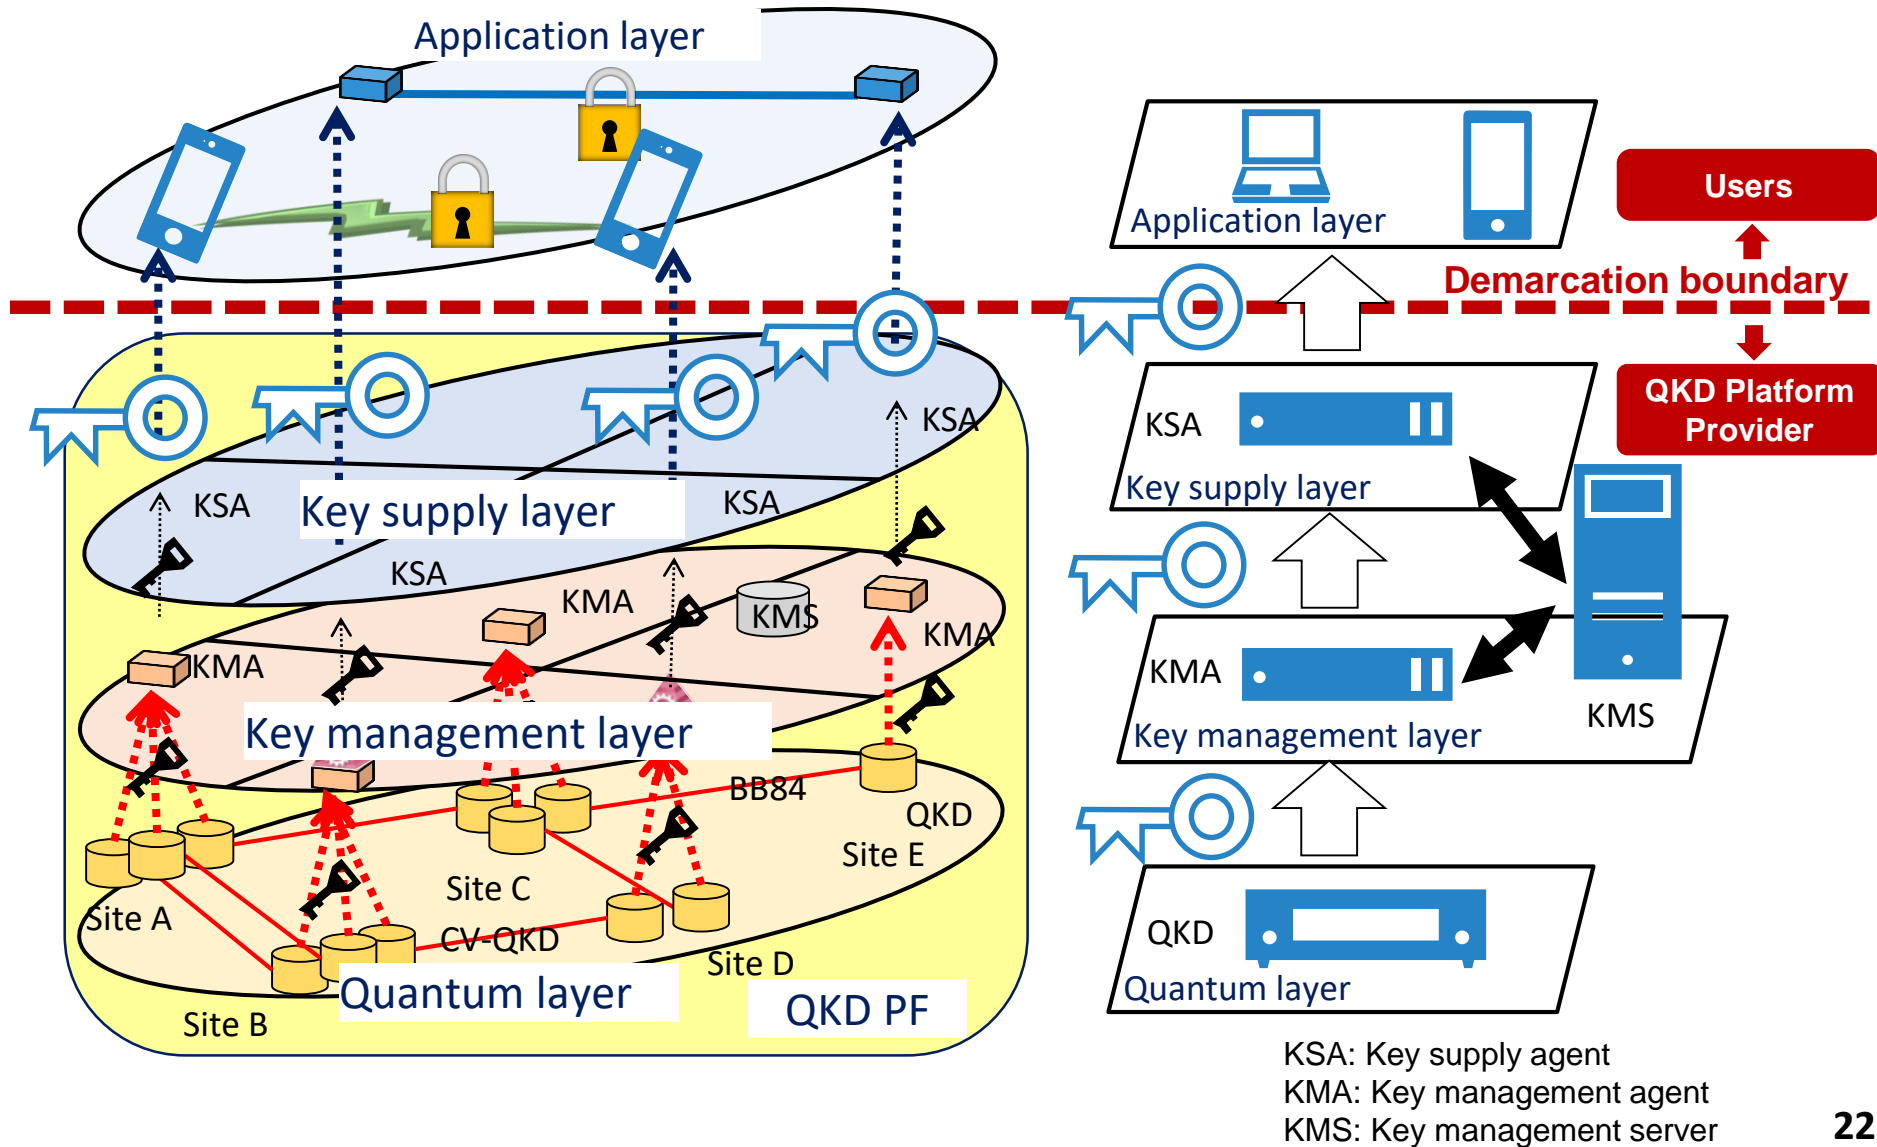 Application layer
KSA
KSA
KSA
Key supply layer
KSA
KMA
KMS
KMA
KMA
Key management layer
BB84
QKD
Site E
Site C
Site A
CV-QKD
Site D
Quantum layer
QKD PF
Site B
Application layer
Users
Demarcation boundary
QKD Platform
Provider
KSA
Key supply layer
KMA
KMS
Key management layer
QKD
Quantum layer
KSA: Key supply agent
KMA: Key management agent
KMS: Key management server
22